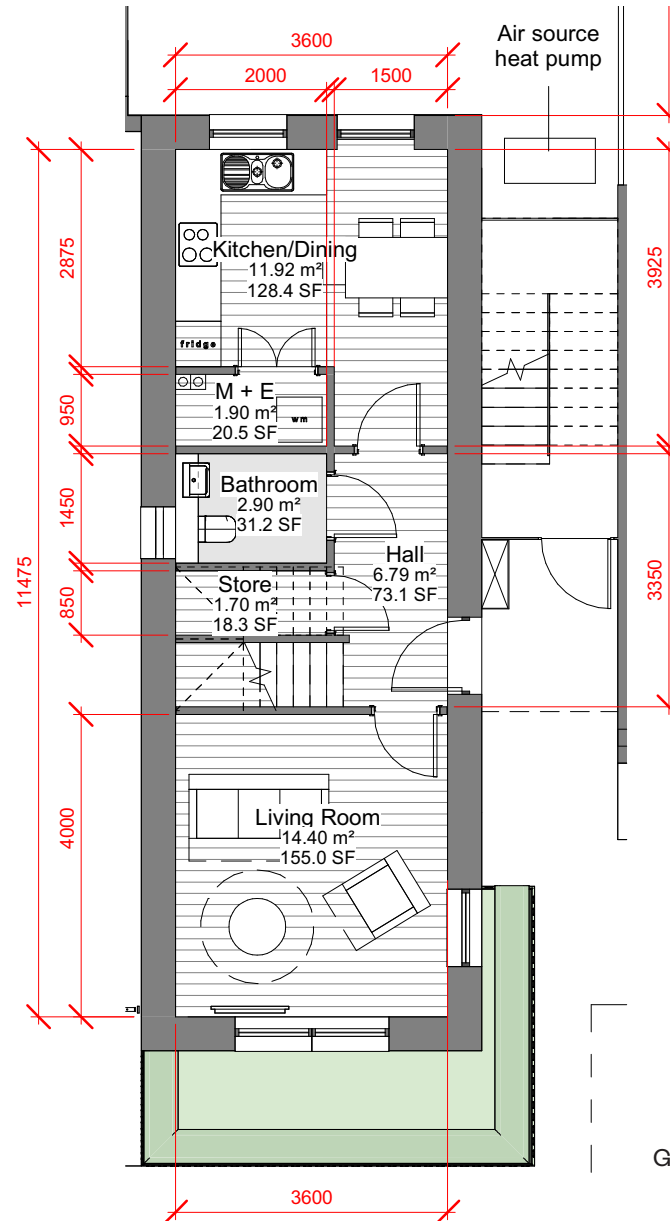 Air source
heat pump
3600
2000
1500
2875
3925
Kitchen/Dining
11.92 m²
128.4 SF
fridge
950
M + E
1.90 m²
20.5 SF
wm
1450
Bathroom
2.90 m²
31.2 SF
Hall
6.79 m²
73.1 SF
3350
11475
850
Store
1.70 m²
18.3 SF
4000
Living Room
14.40 m²
155.0 SF
G
3600